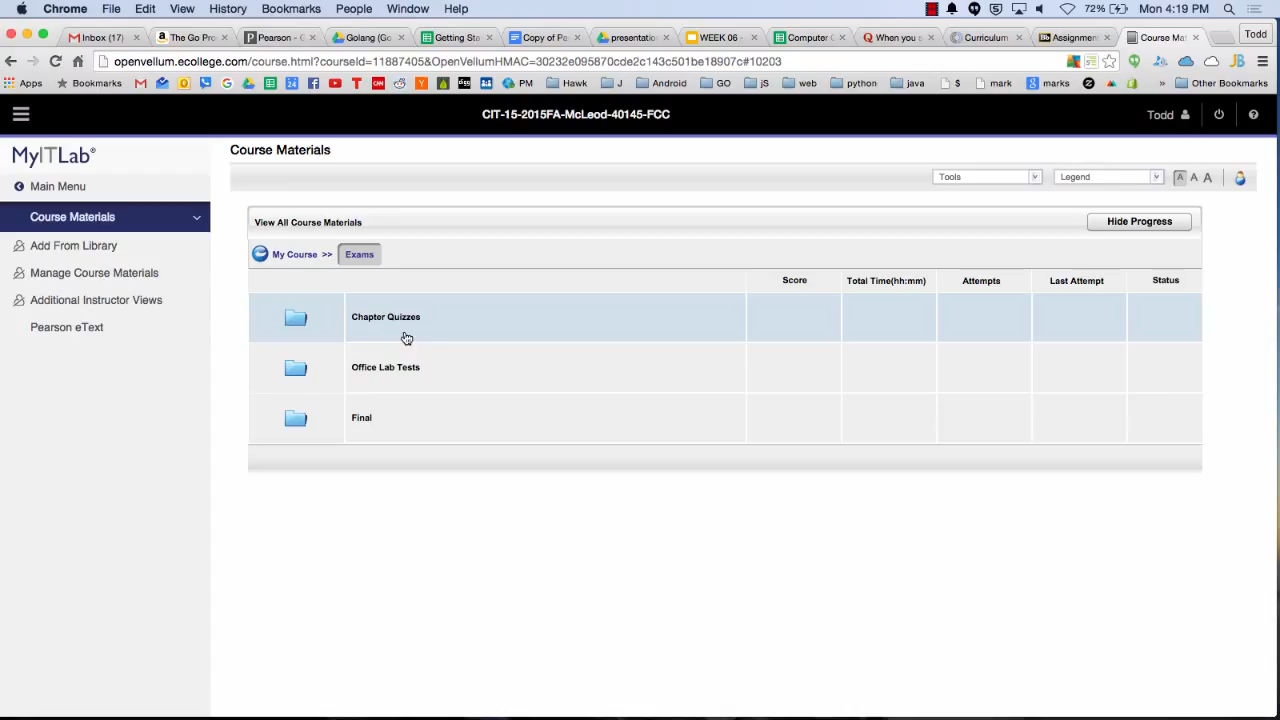 Chrome File Edit View History Bookmarks People Window Help 72% Mon 4:19 PM
Inbox (17) The Go Pro Pearson - Golang (Go Getting Sta Copy of Pa presentation WEEK 06 - Computer When you Curriculum Assignment Course Mat Todd
openvellum.ecollege.com/course.html?courseId=11887405&OpenVellumHMAC=30232e095870cde2c143c501be18907c#10203
Apps Bookmarks 24 CNN PM Hawk J Android GO jS web python java $ mark marks » Other Bookmarks
CIT-15-2015FA-McLeod-40145-FCC Todd
MyITLab®
Main Menu
Course Materials
Add From Library
Manage Course Materials
Additional Instructor Views
Pearson eText
Course Materials
Tools Legend A A A
View All Course Materials Hide Progress
My Course >> Exams
Score Total Time(hh:mm) Attempts Last Attempt Status
Chapter Quizzes
Office Lab Tests
Final